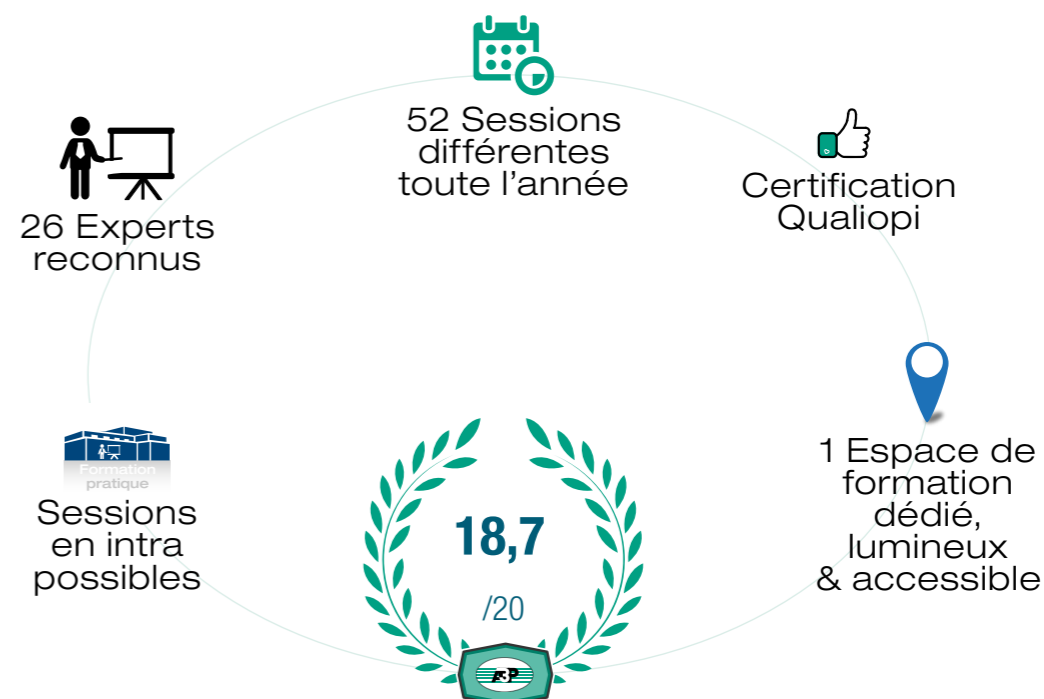 52 Sessions
différentes
toute l’année
26 Experts
reconnus
Certification
Qualiopi
Formation
pratique
Sessions
en intra
possibles
18,7
/20
A3P
1 Espace de
formation
dédié,
lumineux
& accessible